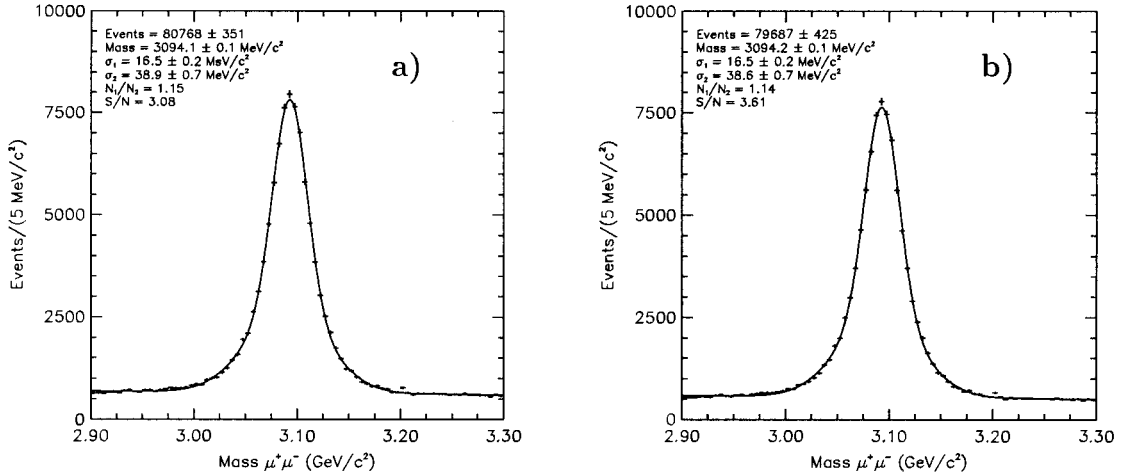 10000
7500
5000
2500
0
Events/(5 MeV/c²)
Events = 80768 ± 351
Mass = 3094.1 ± 0.1 MeV/c²
σ₁ = 16.5 ± 0.2 MeV/c²
σ₂ = 38.9 ± 0.7 MeV/c²
N₁/N₂ = 1.15
S/N = 3.08
a)
2.90 3.00 3.10 3.20 3.30
Mass μ⁺μ⁻ (GeV/c²)
10000
7500
5000
2500
0
Events/(5 MeV/c²)
Events = 79687 ± 425
Mass = 3094.2 ± 0.1 MeV/c²
σ₁ = 16.5 ± 0.2 MeV/c²
σ₂ = 38.6 ± 0.7 MeV/c²
N₁/N₂ = 1.14
S/N = 3.61
b)
2.90 3.00 3.10 3.20 3.30
Mass μ⁺μ⁻ (GeV/c²)